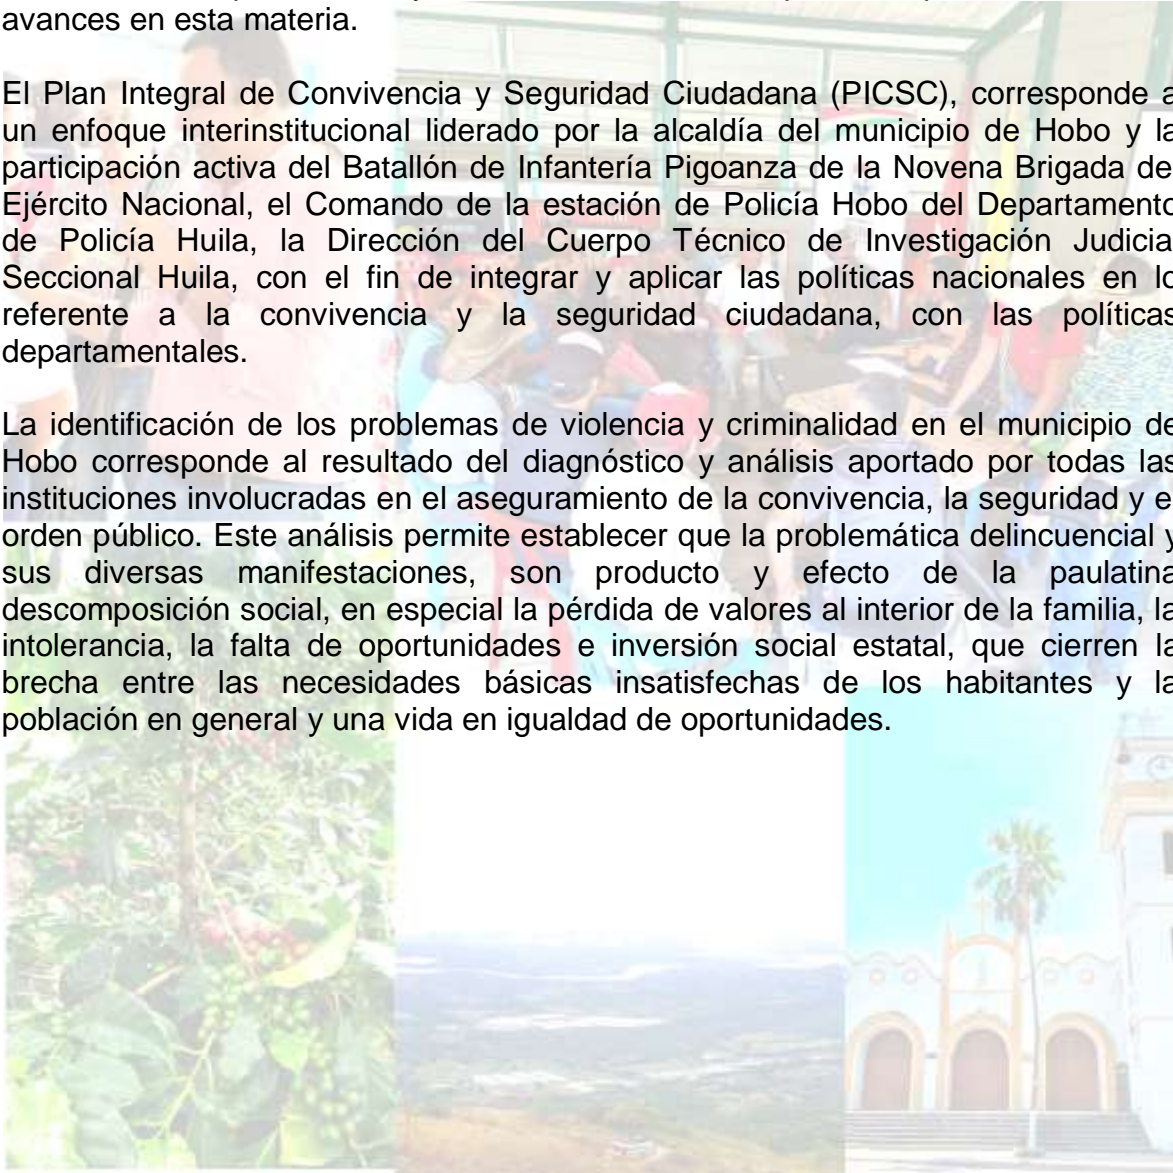 avances en esta materia.
El Plan Integral de Convivencia y Seguridad Ciudadana (PICSC), corresponde a
un enfoque interinstitucional liderado por la alcaldía del municipio de Hobo y la
participación activa del Batallón de Infantería Pigoanza de la Novena Brigada de
Ejército Nacional, el Comando de la estación de Policía Hobo del Departamento
de Policía Huila, la Dirección del Cuerpo Técnico de Investigación Judicia
Seccional Huila, con el fin de integrar y aplicar las políticas nacionales en lo
referente a la convivencia y la seguridad ciudadana, con las políticas
departamentales.
La identificación de los problemas de violencia y criminalidad en el municipio de
Hobo corresponde al resultado del diagnóstico y análisis aportado por todas las
instituciones involucradas en el aseguramiento de la convivencia, la seguridad y e
orden público. Este análisis permite establecer que la problemática delincuencial y
sus diversas manifestaciones, son producto y efecto de la paulatina
descomposición social, en especial la pérdida de valores al interior de la familia, la
intolerancia, la falta de oportunidades e inversión social estatal, que cierren la
brecha entre las necesidades básicas insatisfechas de los habitantes y la
población en general y una vida en igualdad de oportunidades.